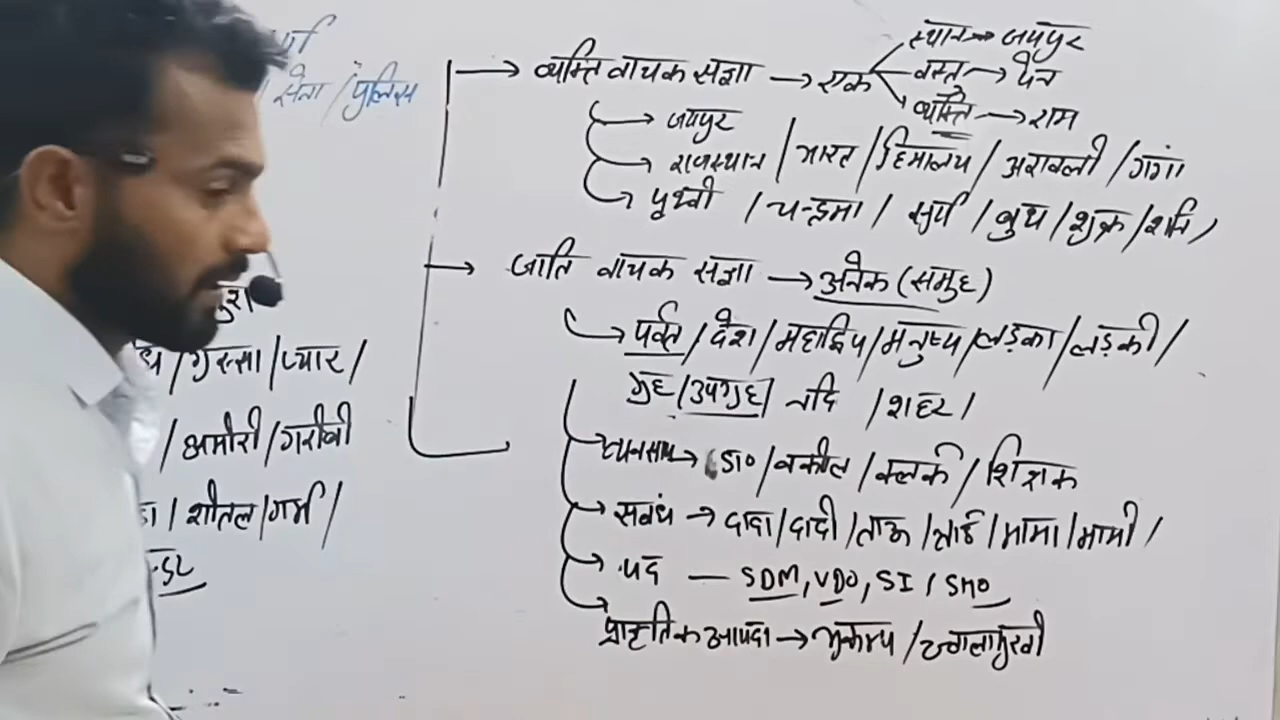 सेना /पुलिस
गुस्सा /प्यार /
/ अमीरी /गरीबी
/ शीतल /गर्म /
स्थान → जयपुर
व्यक्ति वाचक संज्ञा → एक वस्तु → पेन
व्यक्ति → राम
→ जयपुर
→ राजस्थान / भारत / हिमालय / अरावली / गंगा
→ पृथ्वी / चन्द्रमा / सुर्य / बुध / शुक्र / शनि /
→ जाति वाचक संज्ञा → अनेक (समुह)
→ पर्वत / देश / महाद्विप / मनुष्य / लड़का / लड़की /
ग्रह / उपग्रह / नदि / शहर /
व्यवसाय → डा० / वकील / क्लर्क / शिक्षक
संबंध → दादा / दादी / ताऊ / ताई / मामा / मामी /
पद — SDM, VDO, SI / SHO
प्राकृतिक आपदा → भुकम्प / ज्वालामुखी